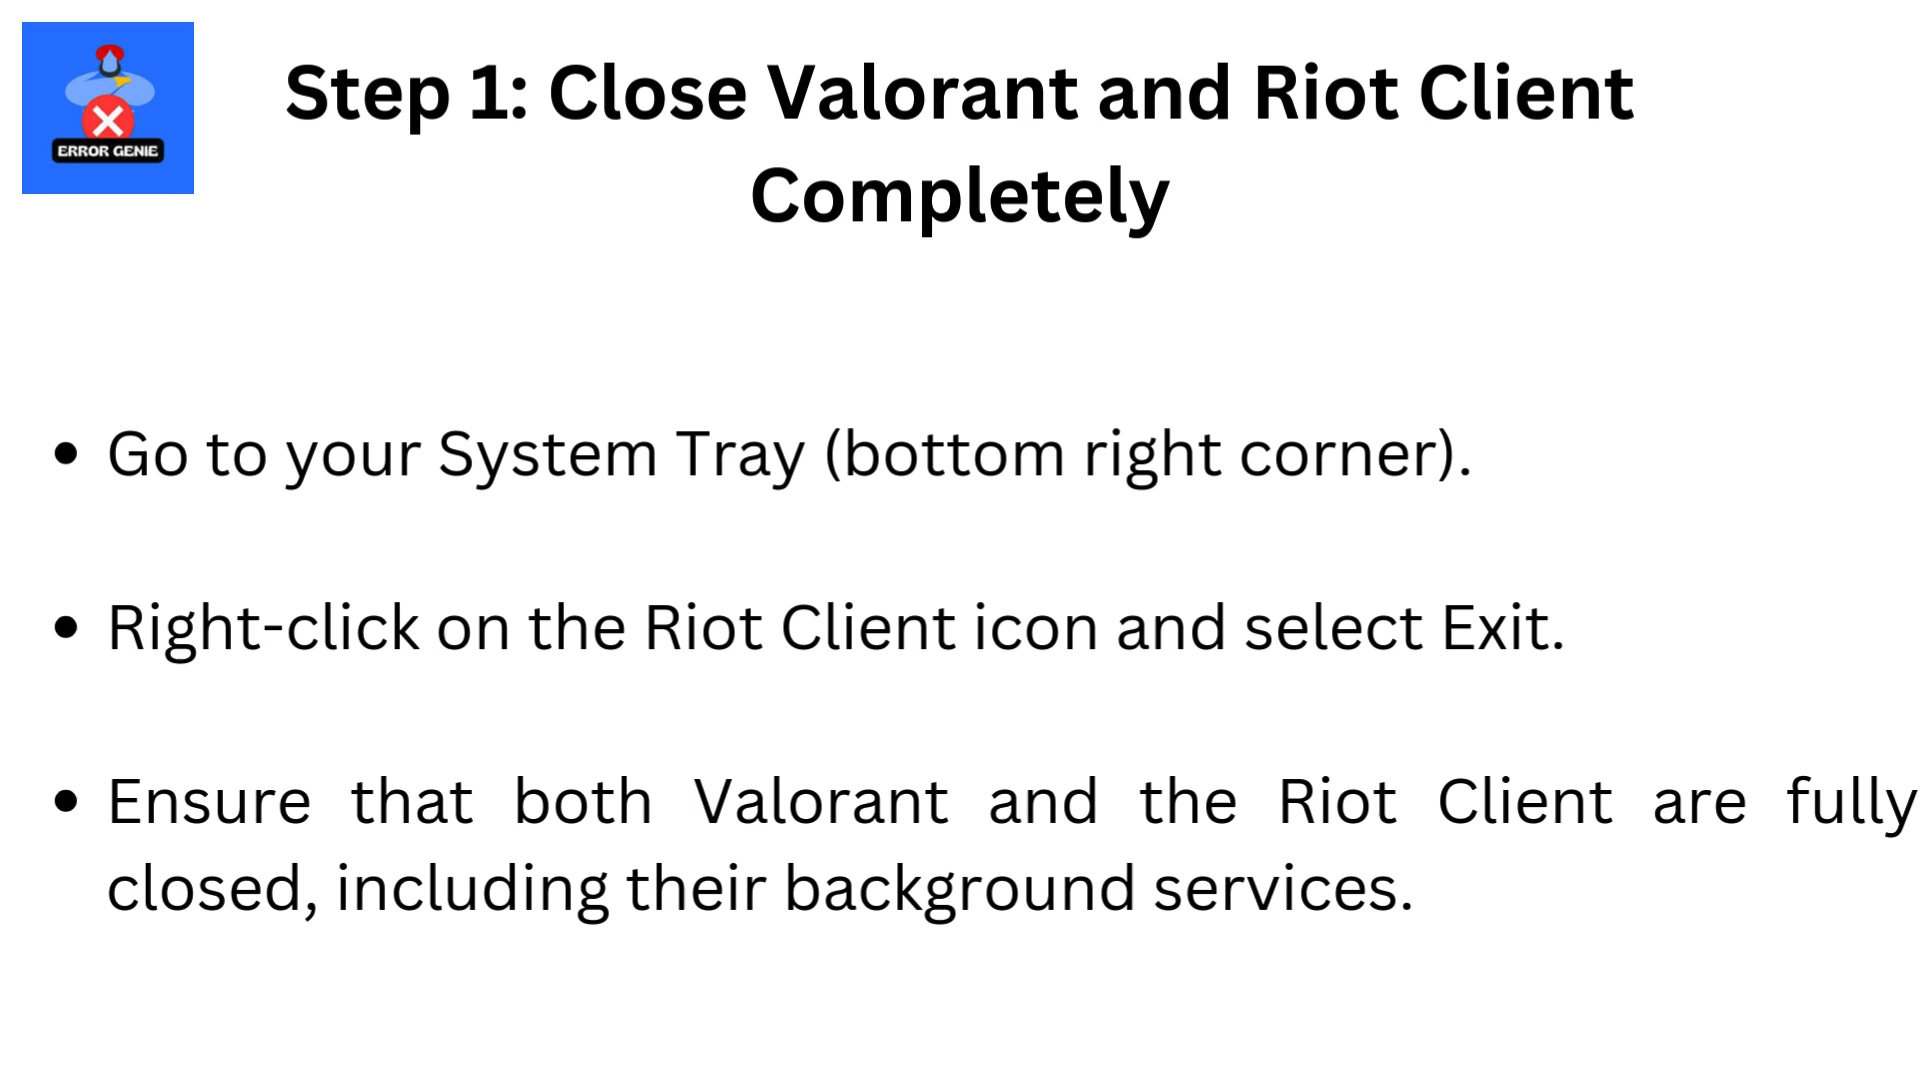 ERROR GENIE
Step 1: Close Valorant and Riot Client
Completely
• Go to your System Tray (bottom right corner).
• Right-click on the Riot Client icon and select Exit.
• Ensure that both Valorant and the Riot Client are fully
closed, including their background services.